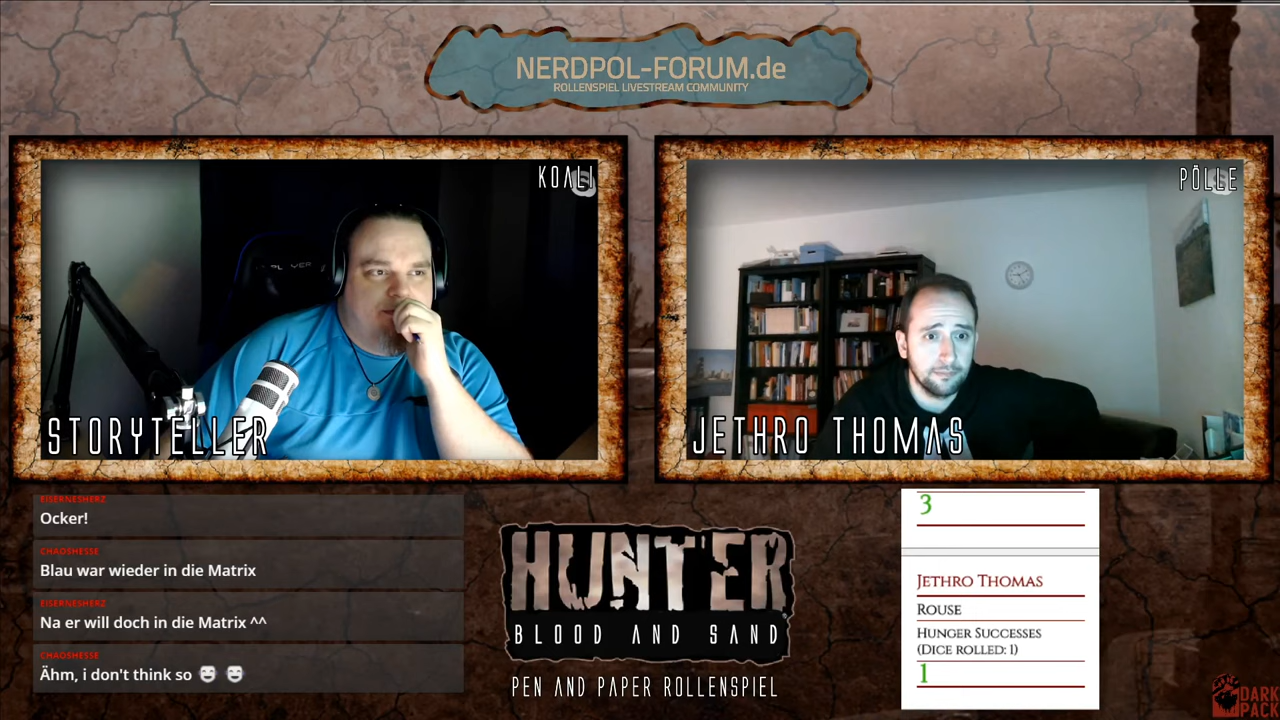 NERDPOL-FORUM.de
ROLLENSPIEL LIVESTREAM COMMUNITY
KOALI
STORYTELLER
PÖLLE
JETHRO THOMAS
EISERNESHERZ
Ocker!
CHAOSHESSE
Blau war wieder in die Matrix
EISERNESHERZ
Na er will doch in die Matrix ^^
CHAOSHESSE
Ähm, i don't think so
HUNTER
BLOOD AND SAND
PEN AND PAPER ROLLENSPIEL
3
JETHRO THOMAS
ROUSE
HUNGER SUCCESSES
(DICE ROLLED: 1)
1
DARK
PACK